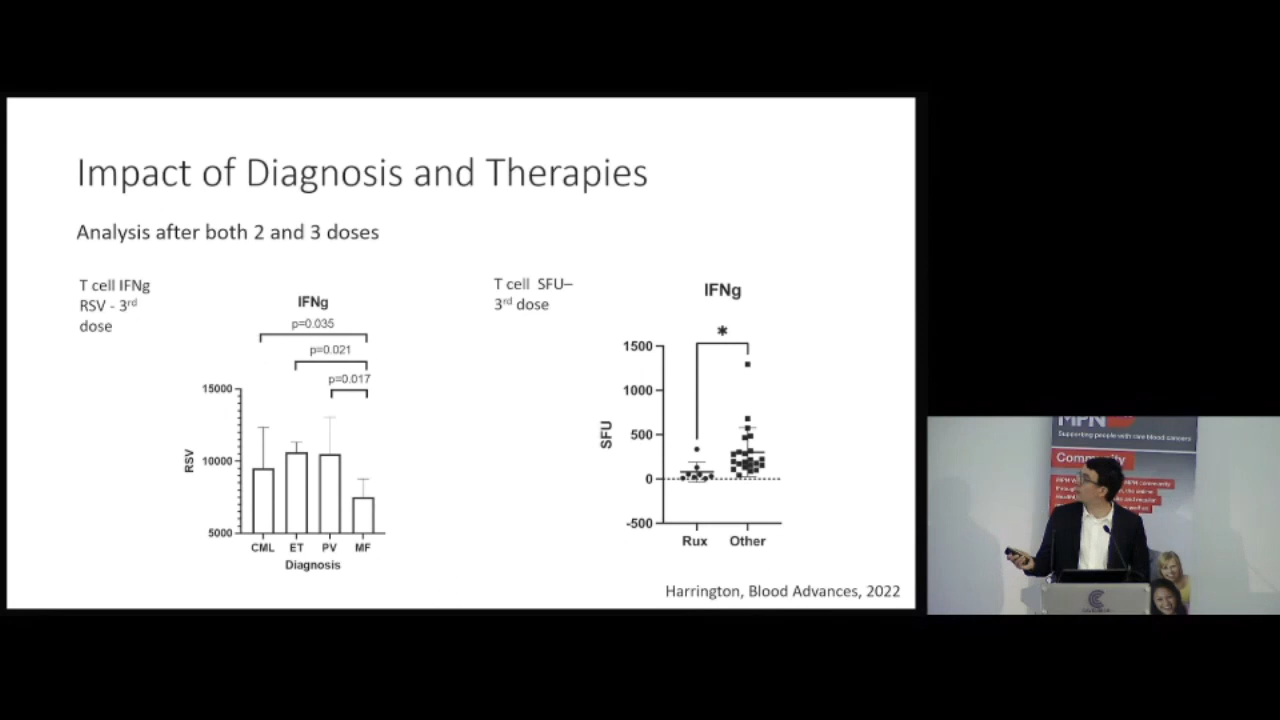 Impact of Diagnosis and Therapies
Analysis after both 2 and 3 doses
T cell IFNg
RSV - 3rd
dose
IFNg
p=0.035
p=0.021
p=0.017
15000
10000
5000
RSV
CML ET PV MF
Diagnosis
T cell SFU–
3rd dose
IFNg
*
1500
1000
500
0
-500
SFU
Rux Other
Harrington, Blood Advances, 2022
MPN
Supporting people with rare blood cancers
Community